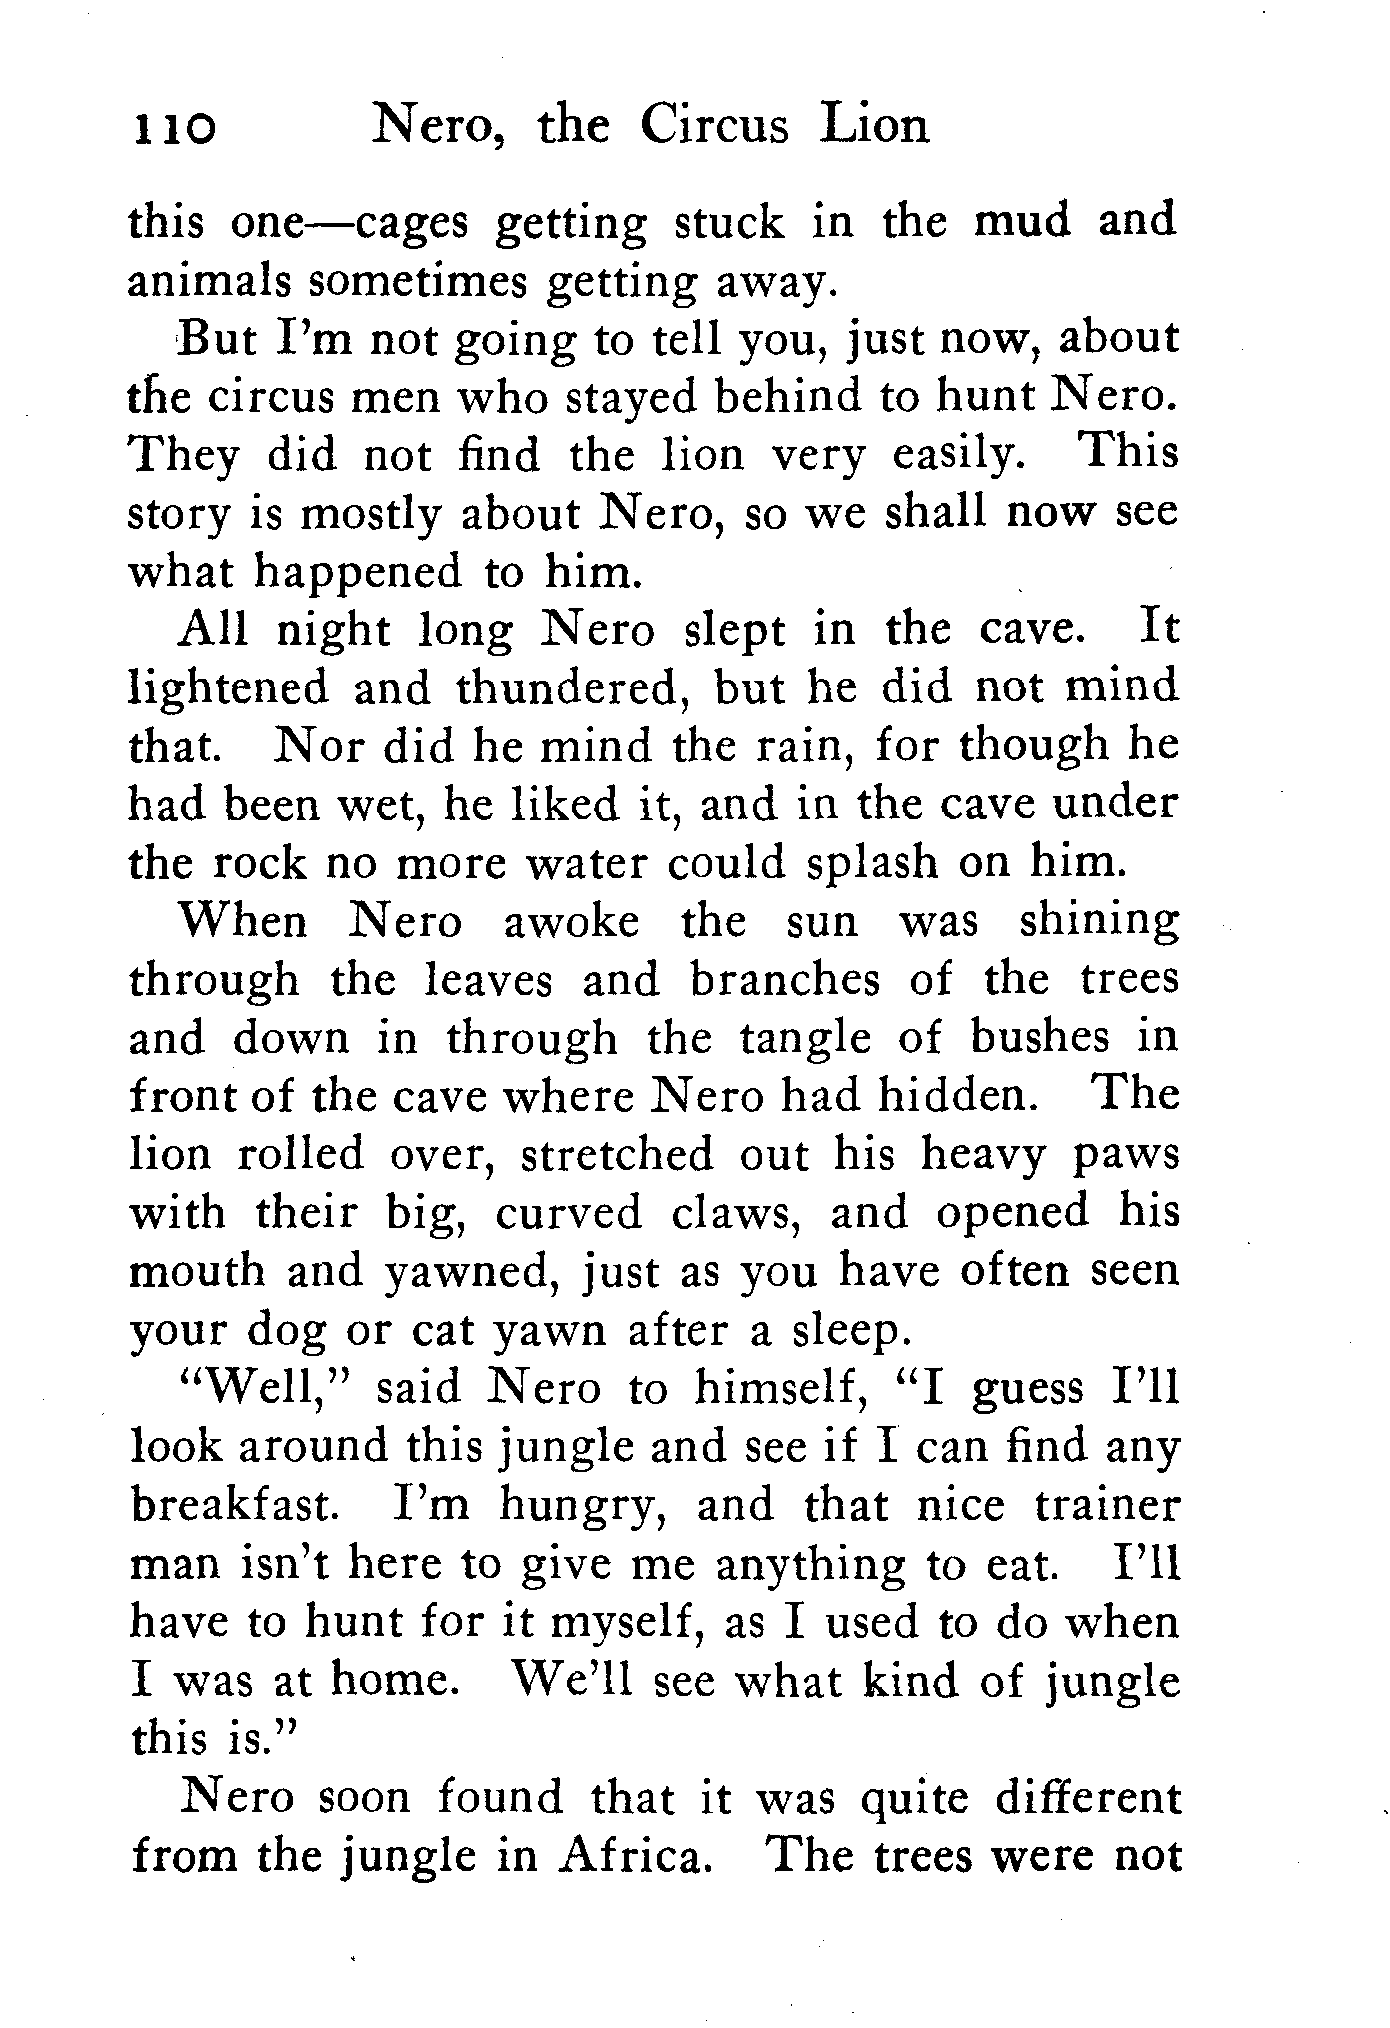 110 Nero, the Circus Lion
this one—cages getting stuck in the mud and
animals sometimes getting away.
But I'm not going to tell you, just now, about
the circus men who stayed behind to hunt Nero.
They did not find the lion very easily. This
story is mostly about Nero, so we shall now see
what happened to him.
All night long Nero slept in the cave. It
lightened and thundered, but he did not mind
that. Nor did he mind the rain, for though he
had been wet, he liked it, and in the cave under
the rock no more water could splash on him.
When Nero awoke the sun was shining
through the leaves and branches of the trees
and down in through the tangle of bushes in
front of the cave where Nero had hidden. The
lion rolled over, stretched out his heavy paws
with their big, curved claws, and opened his
mouth and yawned, just as you have often seen
your dog or cat yawn after a sleep.
“Well,” said Nero to himself, “I guess I'll
look around this jungle and see if I can find any
breakfast. I'm hungry, and that nice trainer
man isn't here to give me anything to eat. I'll
have to hunt for it myself, as I used to do when
I was at home. We'll see what kind of jungle
this is.”
Nero soon found that it was quite different
from the jungle in Africa. The trees were not